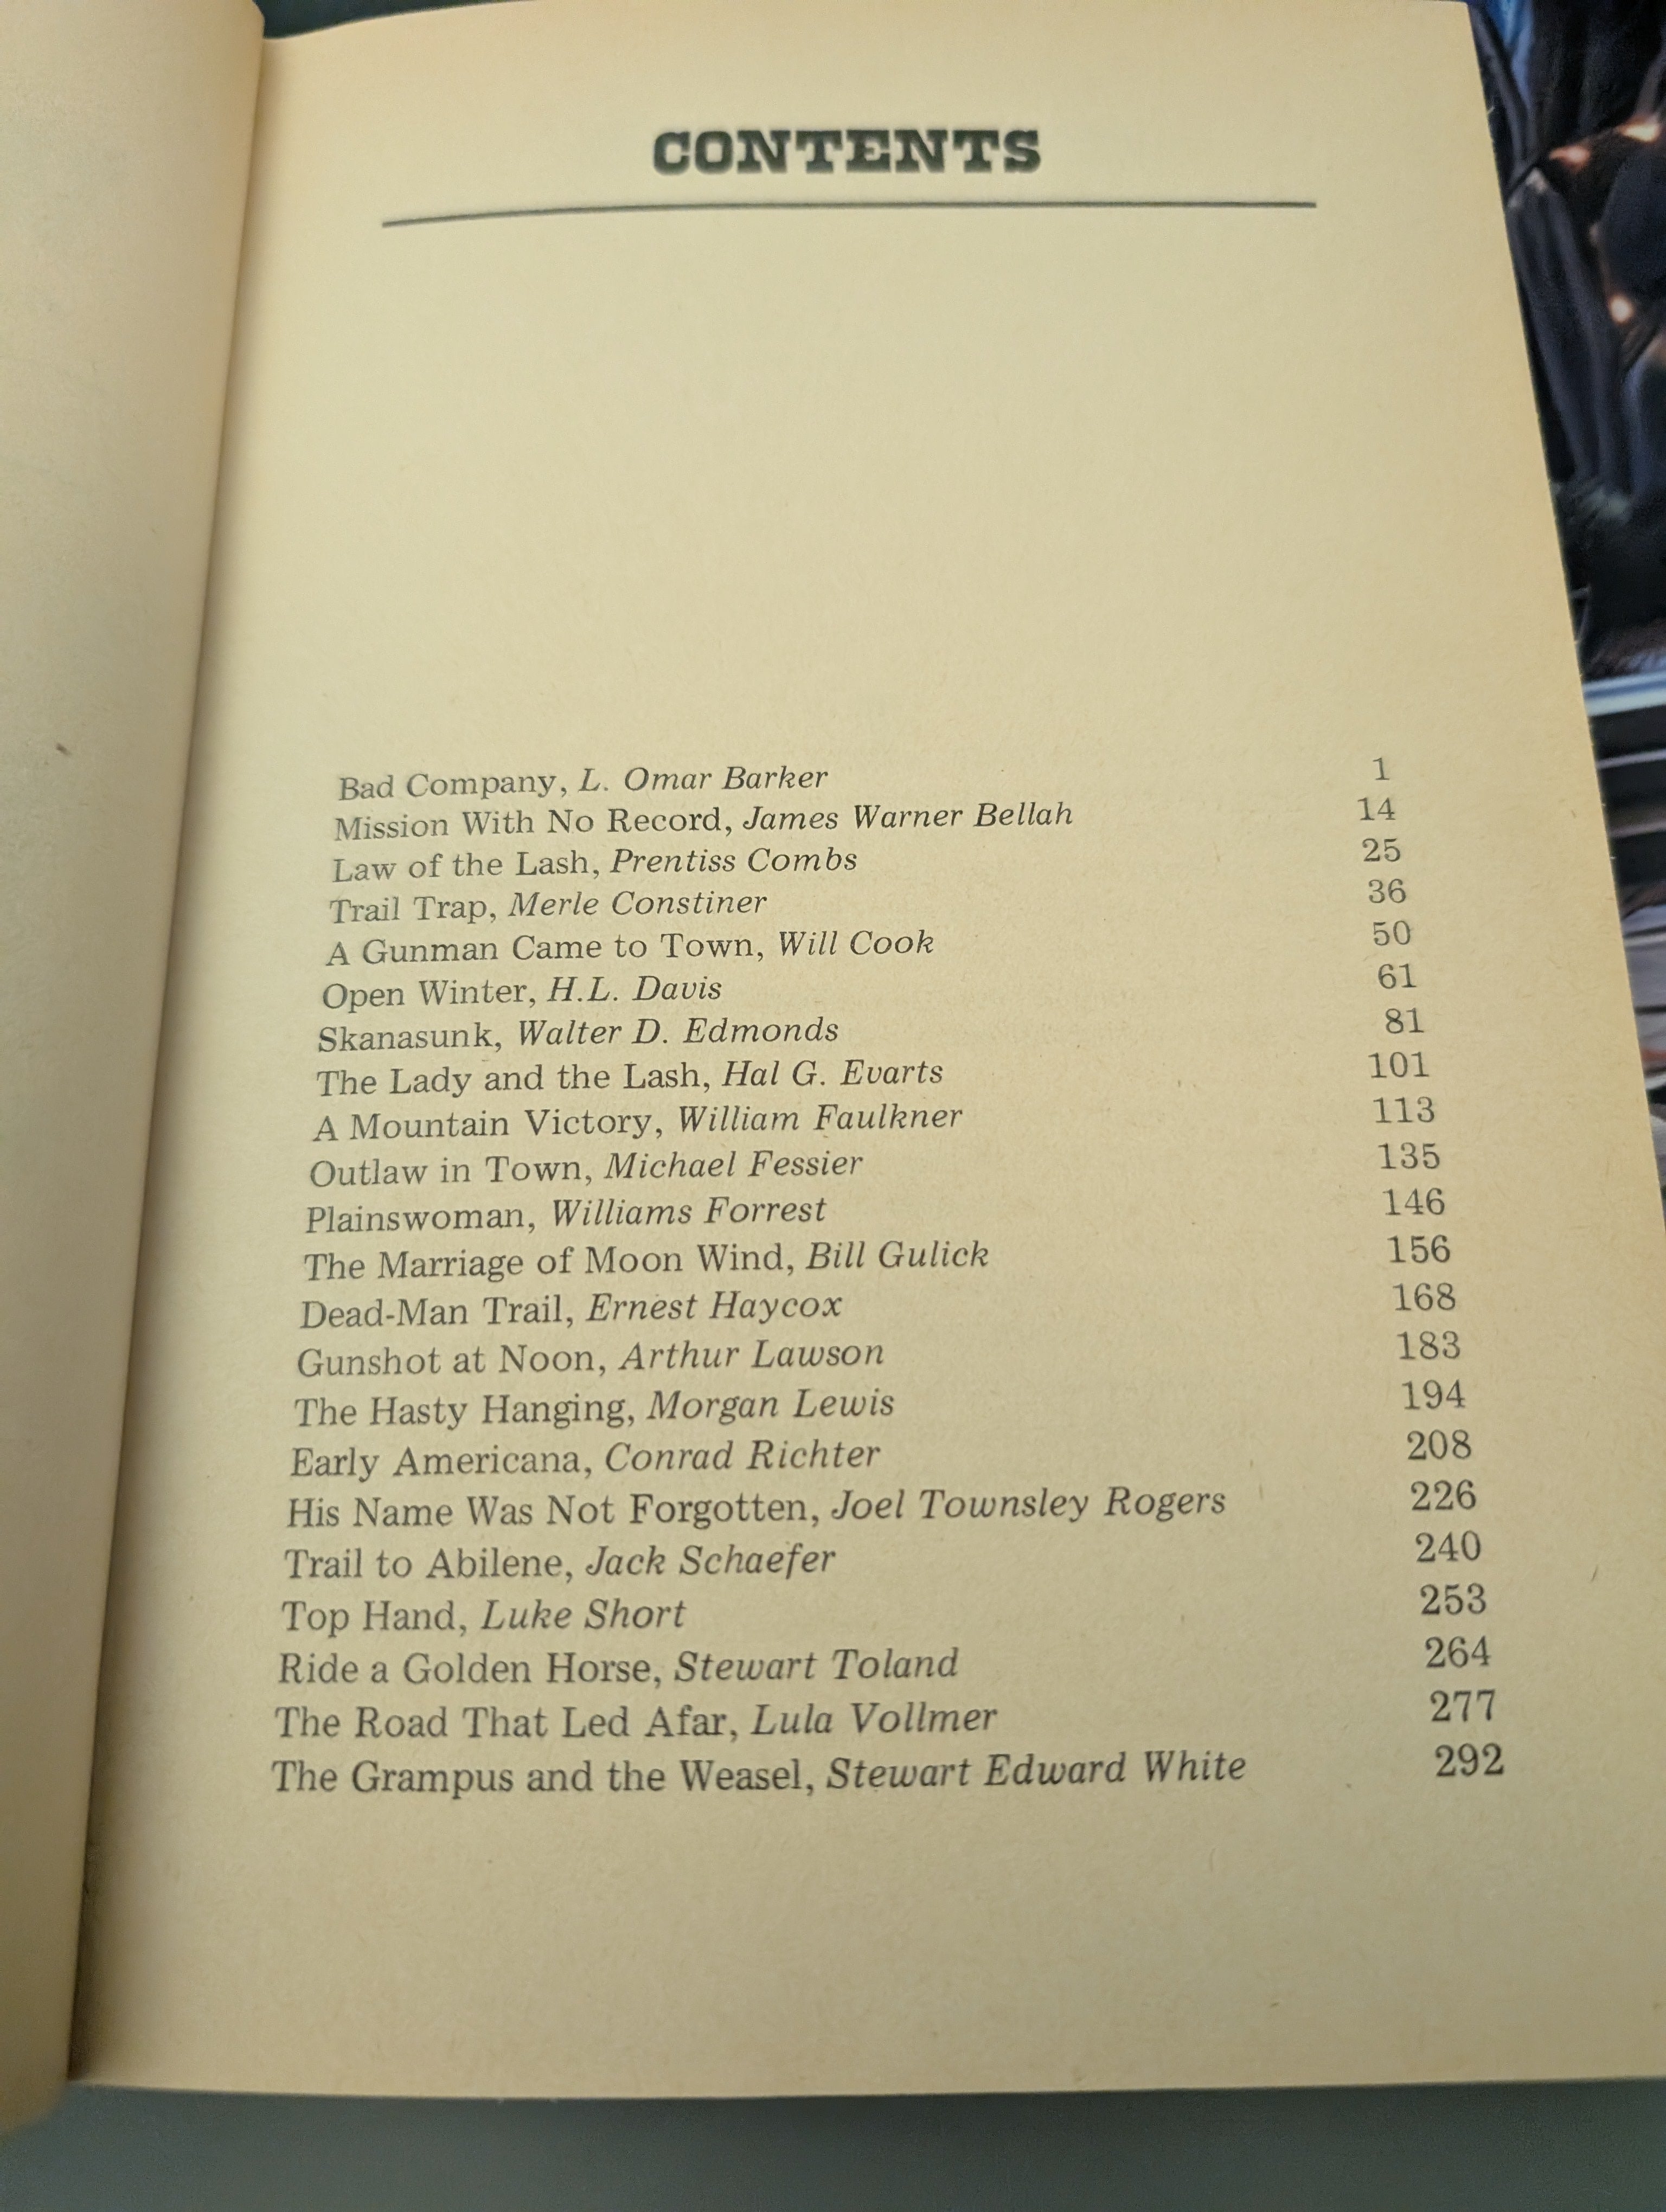 CONTENTS
Bad Company, L. Omar Barker 1
Mission With No Record, James Warner Bellah 14
Law of the Lash, Prentiss Combs 25
Trail Trap, Merle Constiner 36
A Gunman Came to Town, Will Cook 50
Open Winter, H.L. Davis 61
Skanasunk, Walter D. Edmonds 81
The Lady and the Lash, Hal G. Evarts 101
A Mountain Victory, William Faulkner 113
Outlaw in Town, Michael Fessier 135
Plainswoman, Williams Forrest 146
The Marriage of Moon Wind, Bill Gulick 156
Dead-Man Trail, Ernest Haycox 168
Gunshot at Noon, Arthur Lawson 183
The Hasty Hanging, Morgan Lewis 194
Early Americana, Conrad Richter 208
His Name Was Not Forgotten, Joel Townsley Rogers 226
Trail to Abilene, Jack Schaefer 240
Top Hand, Luke Short 253
Ride a Golden Horse, Stewart Toland 264
The Road That Led Afar, Lula Vollmer 277
The Grampus and the Weasel, Stewart Edward White 292